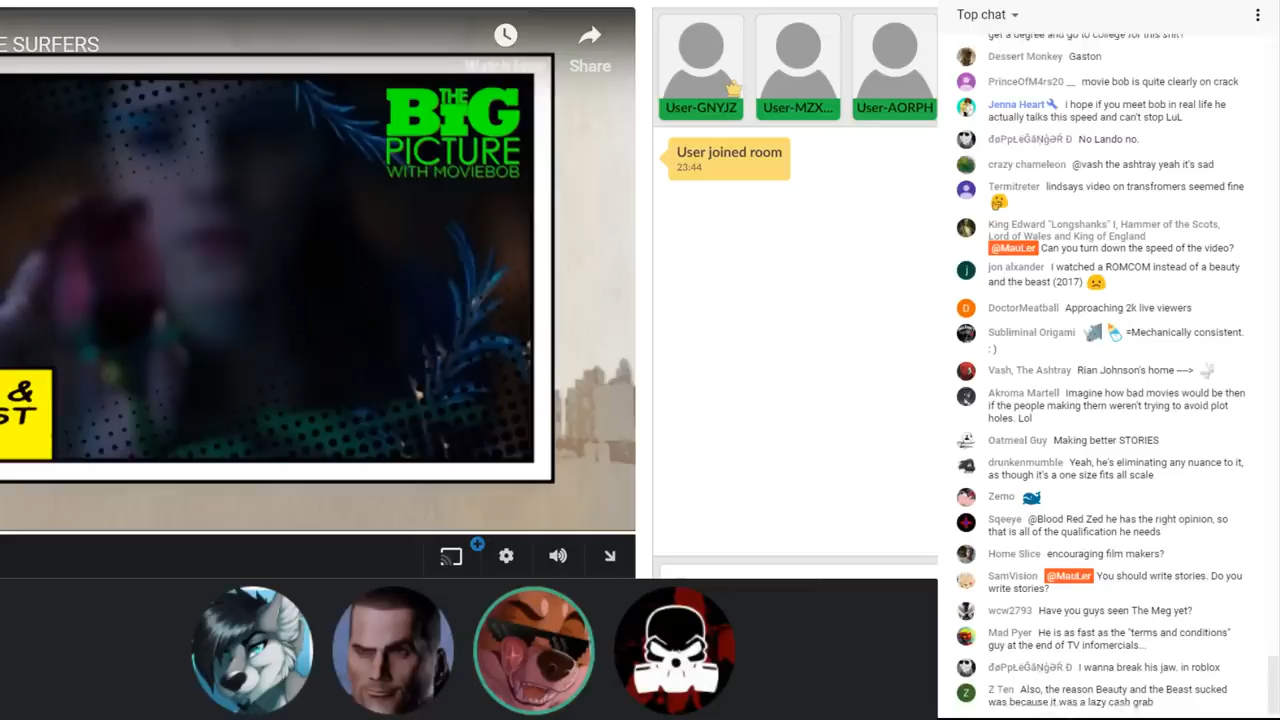 E SURFERS
Share
THE
BiG
PICTURE
WITH MOVIEBOB
&
ST
User-GNYJZ
User-MZX...
User-AORPH
User joined room
23:44
Top chat
get a degree and go to college for this shit?
Dessert Monkey Gaston
PrinceOfM4rs20 __ movie bob is quite clearly on crack
Jenna Heart i hope if you meet bob in real life he
actually talks this speed and can't stop LuL
No Lando no.
crazy chameleon @vash the ashtray yeah it's sad
Termitreter lindsays video on transfromers seemed fine
King Edward "Longshanks" I, Hammer of the Scots,
Lord of Wales and King of England
@MauLer Can you turn down the speed of the video?
j
jon alxander I watched a ROMCOM instead of a beauty
and the beast (2017)
D
DoctorMeatball Approaching 2k live viewers
Subliminal Origami =Mechanically consistent.
: )
Vash, The Ashtray Rian Johnson's home ---->
Akroma Martell Imagine how bad movies would be then
if the people making them weren't trying to avoid plot
holes. Lol
Oatmeal Guy Making better STORIES
drunkenmumble Yeah, he's eliminating any nuance to it,
as though it's a one size fits all scale
Zemo
Sqeeye @Blood Red Zed he has the right opinion, so
that is all of the qualification he needs
Home Slice encouraging film makers?
SamVision @MauLer You should write stories. Do you
write stories?
wcw2793 Have you guys seen The Meg yet?
Mad Pyer He is as fast as the "terms and conditions"
guy at the end of TV infomercials...
I wanna break his jaw. in roblox
Z
Z Ten Also, the reason Beauty and the Beast sucked
was because it was a lazy cash grab